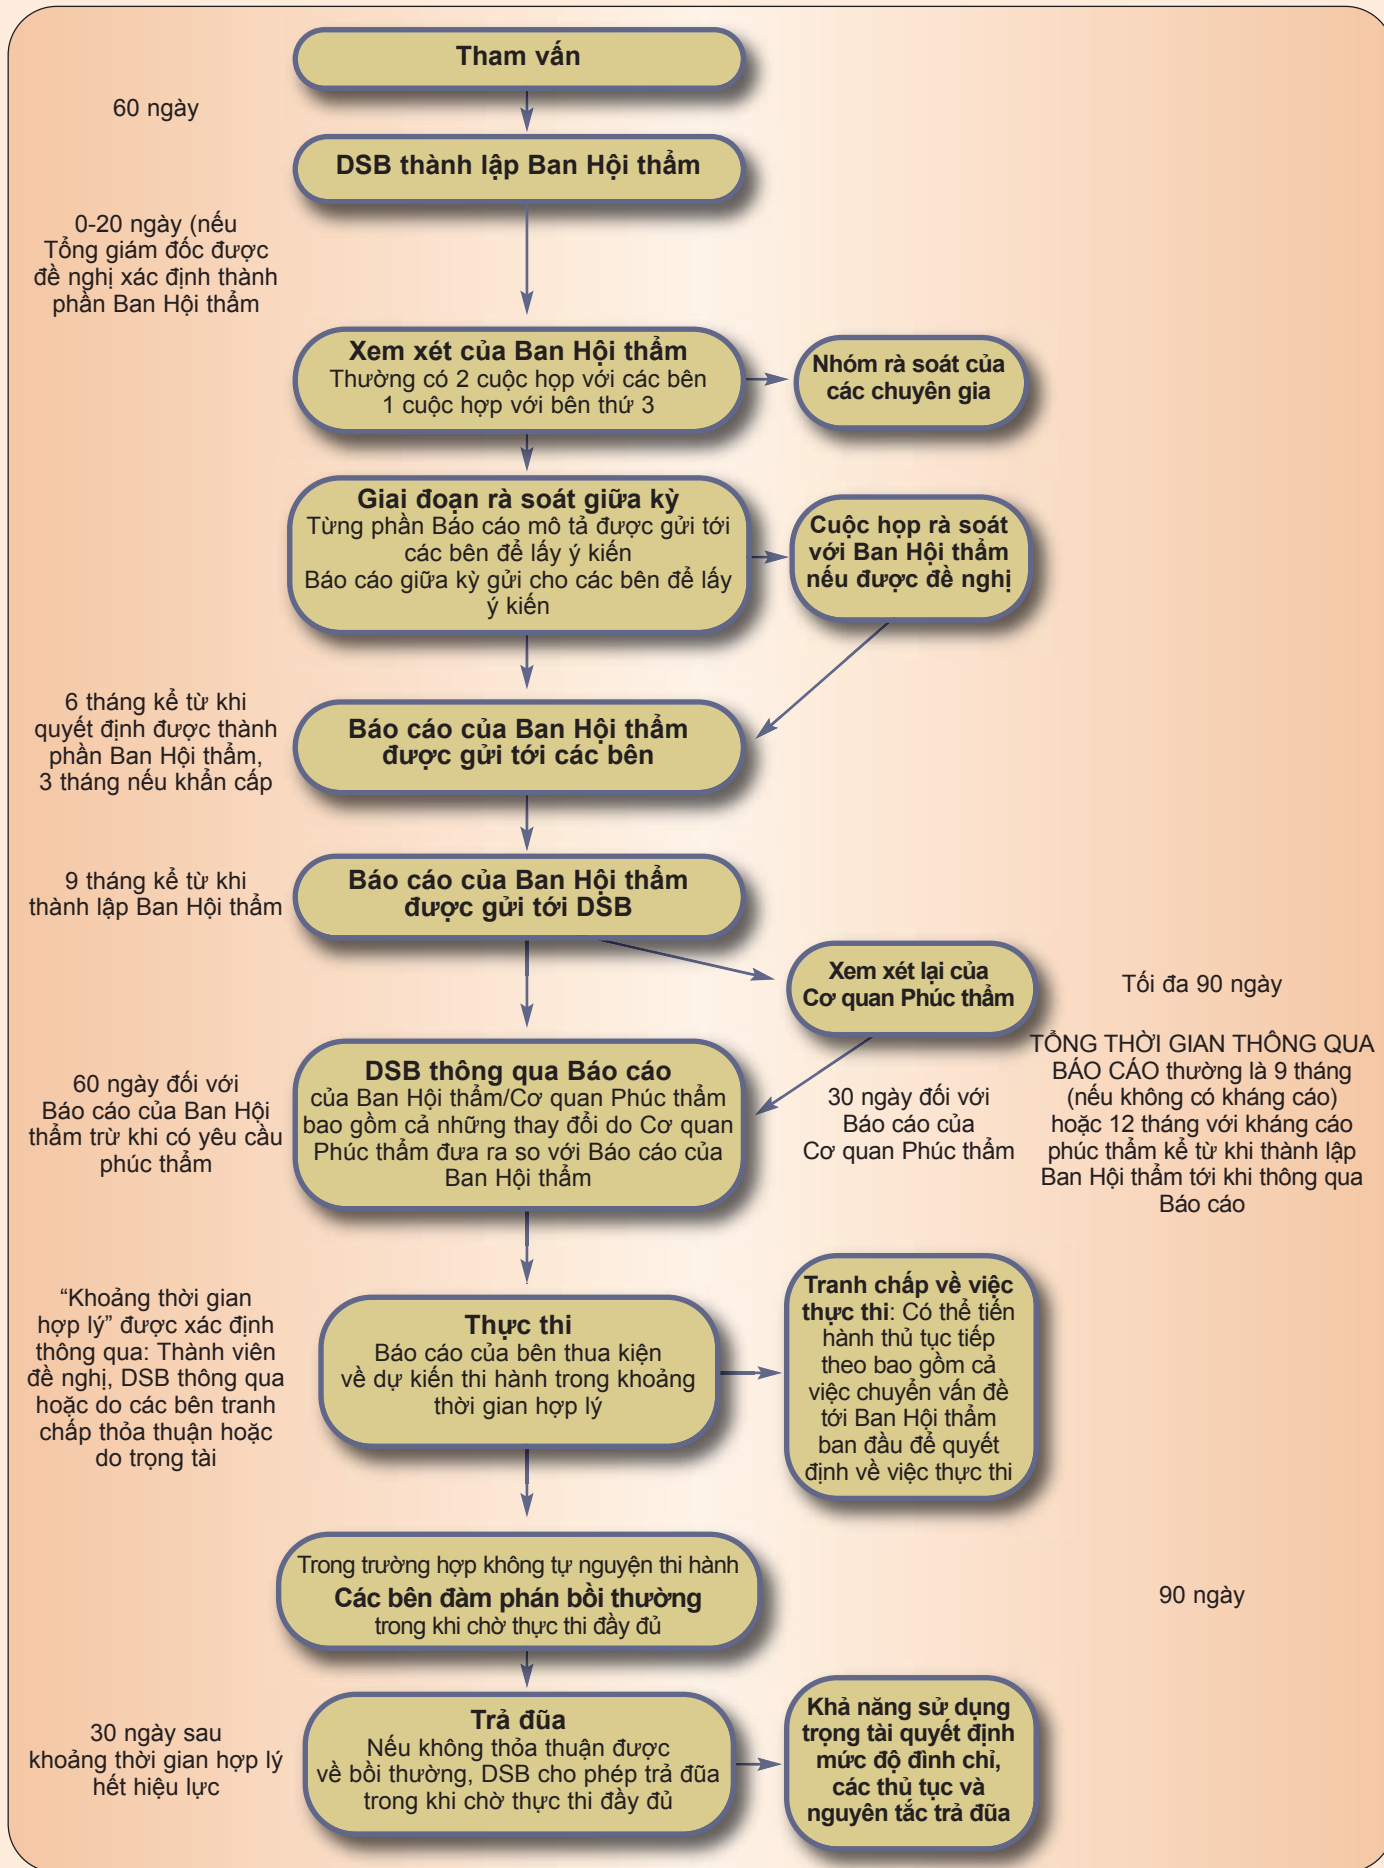 Tham vấn
60 ngày
DSB thành lập Ban Hội thẩm
0-20 ngày (nếu
Tổng giám đốc được
đề nghị xác định thành
phần Ban Hội thẩm
Xem xét của Ban Hội thẩm
Thường có 2 cuộc họp với các bên
1 cuộc hợp với bên thứ 3
Nhóm rà soát của
các chuyên gia
Giai đoạn rà soát giữa kỳ
Từng phần Báo cáo mô tả được gửi tới
các bên để lấy ý kiến
Báo cáo giữa kỳ gửi cho các bên để lấy
ý kiến
Cuộc họp rà soát
với Ban Hội thẩm
nếu được đề nghị
6 tháng kể từ khi
quyết định được thành
phần Ban Hội thẩm,
3 tháng nếu khẩn cấp
Báo cáo của Ban Hội thẩm
được gửi tới các bên
9 tháng kể từ khi
thành lập Ban Hội thẩm
Báo cáo của Ban Hội thẩm
được gửi tới DSB
Xem xét lại của
Cơ quan Phúc thẩm
Tối đa 90 ngày
60 ngày đối với
Báo cáo của Ban Hội
thẩm trừ khi có yêu cầu
phúc thẩm
DSB thông qua Báo cáo
của Ban Hội thẩm/Cơ quan Phúc thẩm
bao gồm cả những thay đổi do Cơ quan
Phúc thẩm đưa ra so với Báo cáo của
Ban Hội thẩm
30 ngày đối với
Báo cáo của
Cơ quan Phúc thẩm
TỔNG THỜI GIAN THÔNG QUA
BÁO CÁO thường là 9 tháng
(nếu không có kháng cáo)
hoặc 12 tháng với kháng cáo
phúc thẩm kể từ khi thành lập
Ban Hội thẩm tới khi thông qua
Báo cáo
“Khoảng thời gian
hợp lý” được xác định
thông qua: Thành viên
đề nghị, DSB thông qua
hoặc do các bên tranh
chấp thỏa thuận hoặc
do trọng tài
Thực thi
Báo cáo của bên thua kiện
về dự kiến thi hành trong khoảng
thời gian hợp lý
Tranh chấp về việc
thực thi: Có thể tiến
hành thủ tục tiếp
theo bao gồm cả
việc chuyển vấn đề
tới Ban Hội thẩm
ban đầu để quyết
định về việc thực thi
Trong trường hợp không tự nguyện thi hành
Các bên đàm phán bồi thường
trong khi chờ thực thi đầy đủ
90 ngày
30 ngày sau
khoảng thời gian hợp lý
hết hiệu lực
Trả đũa
Nếu không thỏa thuận được
về bồi thường, DSB cho phép trả đũa
trong khi chờ thực thi đầy đủ
Khả năng sử dụng
trọng tài quyết định
mức độ đình chỉ,
các thủ tục và
nguyên tắc trả đũa